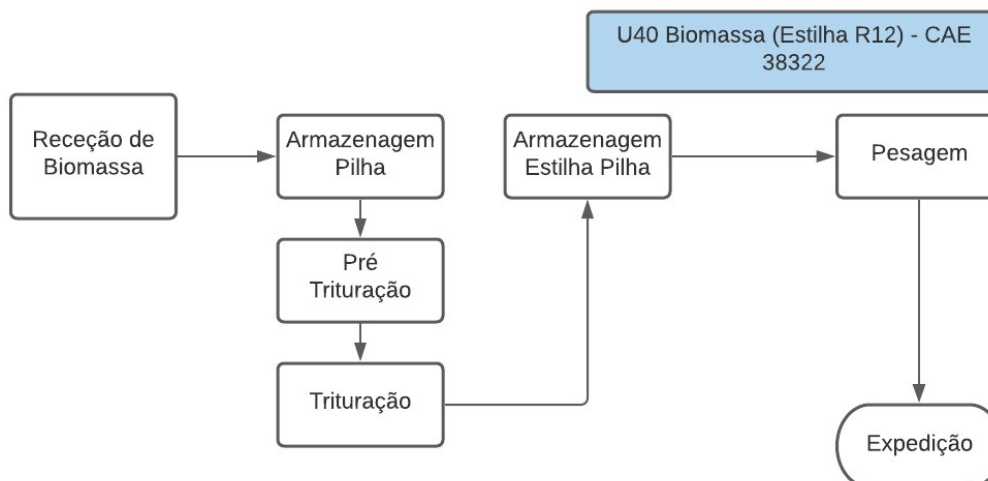 U40 Biomassa (Estilha R12) - CAE
38322
Receção de
Biomassa
Armazenagem
Pilha
Pré
Trituração
Trituração
Armazenagem
Estilha Pilha
Pesagem
Expedição